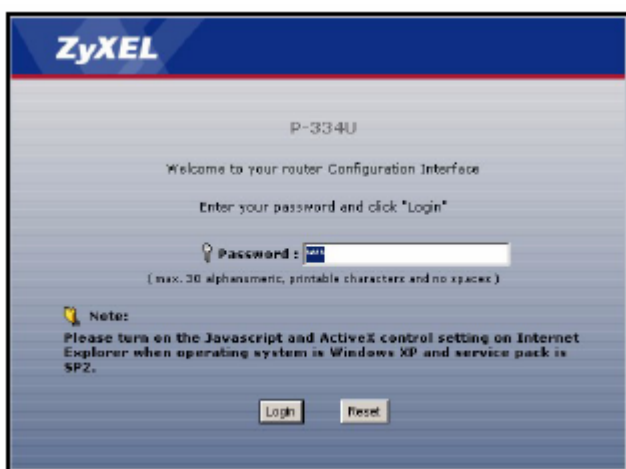 ZyXEL
P-334U
Welcome to your router Configuration Interface
Enter your password and click "Login"
Password :
( max. 30 alphanumeric, printable characters and no spaces )
Note:
Please turn on the Javascript and ActiveX control setting on Internet
Explorer when operating system is Windows XP and service pack is
SP2.
Login
Reset